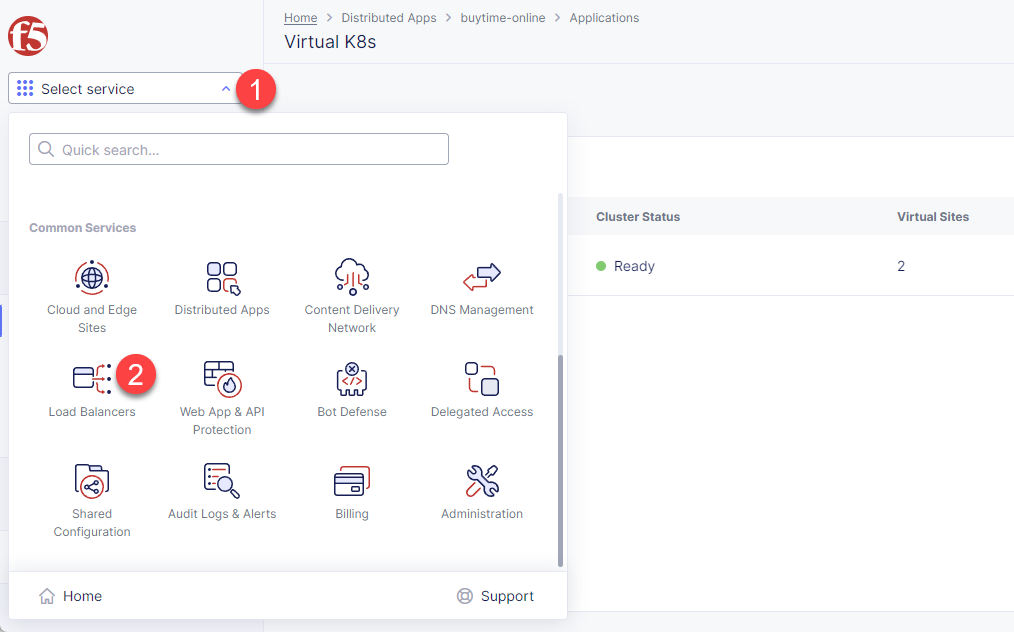 f5
Home > Distributed Apps > buytime-online > Applications
Virtual K8s
Select service
1
Quick search...
Common Services
Cluster Status
Virtual Sites
Ready
2
Cloud and Edge
Sites
Distributed Apps
Content Delivery
Network
DNS Management
2
Load Balancers
Web App & API
Protection
Bot Defense
Delegated Access
Shared
Configuration
Audit Logs & Alerts
Billing
Administration
Home
Support